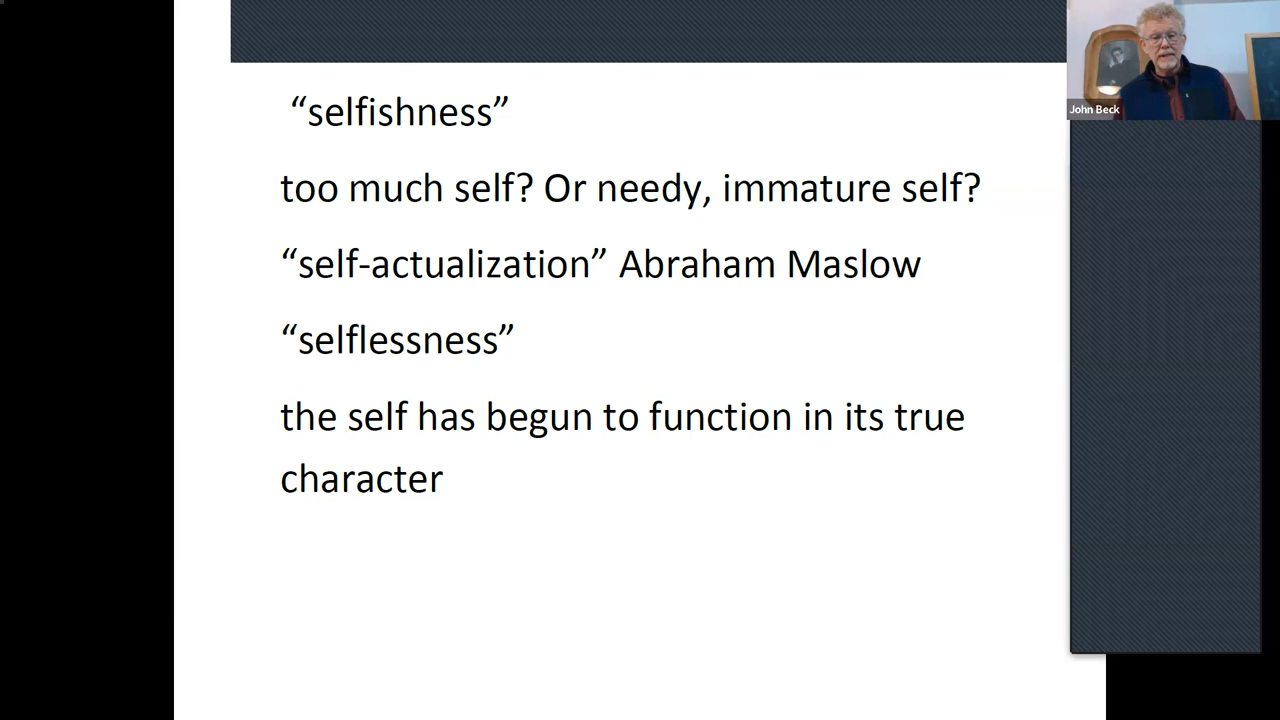 “selfishness”
too much self? Or needy, immature self?
“self-actualization” Abraham Maslow
“selflessness”
the self has begun to function in its true
character
John Beck